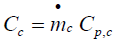 C_c = ṁ_c C_{p,c}